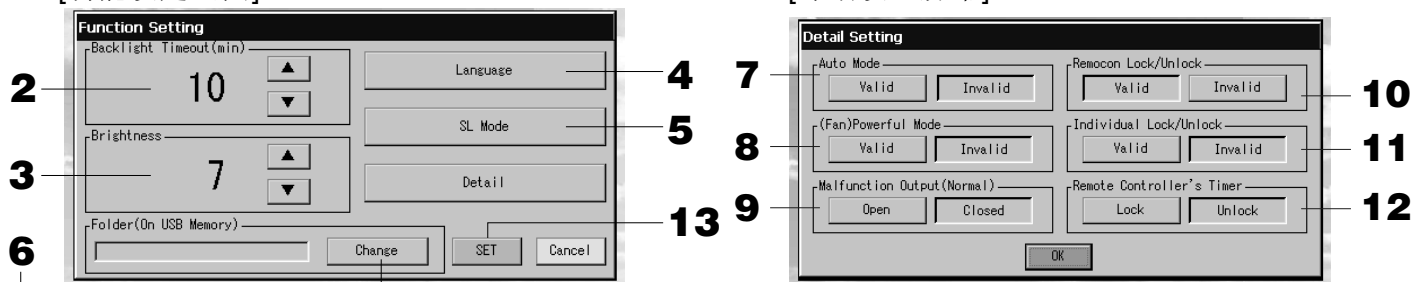 Function Setting
Backlight Timeout(min)
10
▲
▼
Language
2
4
SL Mode
5
Brightness
7
▲
▼
3
Detail
Folder(On USB Memory)
Change
SET
Cancel
13
6
Detail Setting
7
Auto Mode
Valid
Invalid
Remocon Lock/Unlock
Valid
Invalid
10
8
(Fan)Powerful Mode
Valid
Invalid
Individual Lock/Unlock
Valid
Invalid
11
9
Malfunction Output(Normal)
Open
Closed
Remote Controller's Timer
Lock
Unlock
12
OK